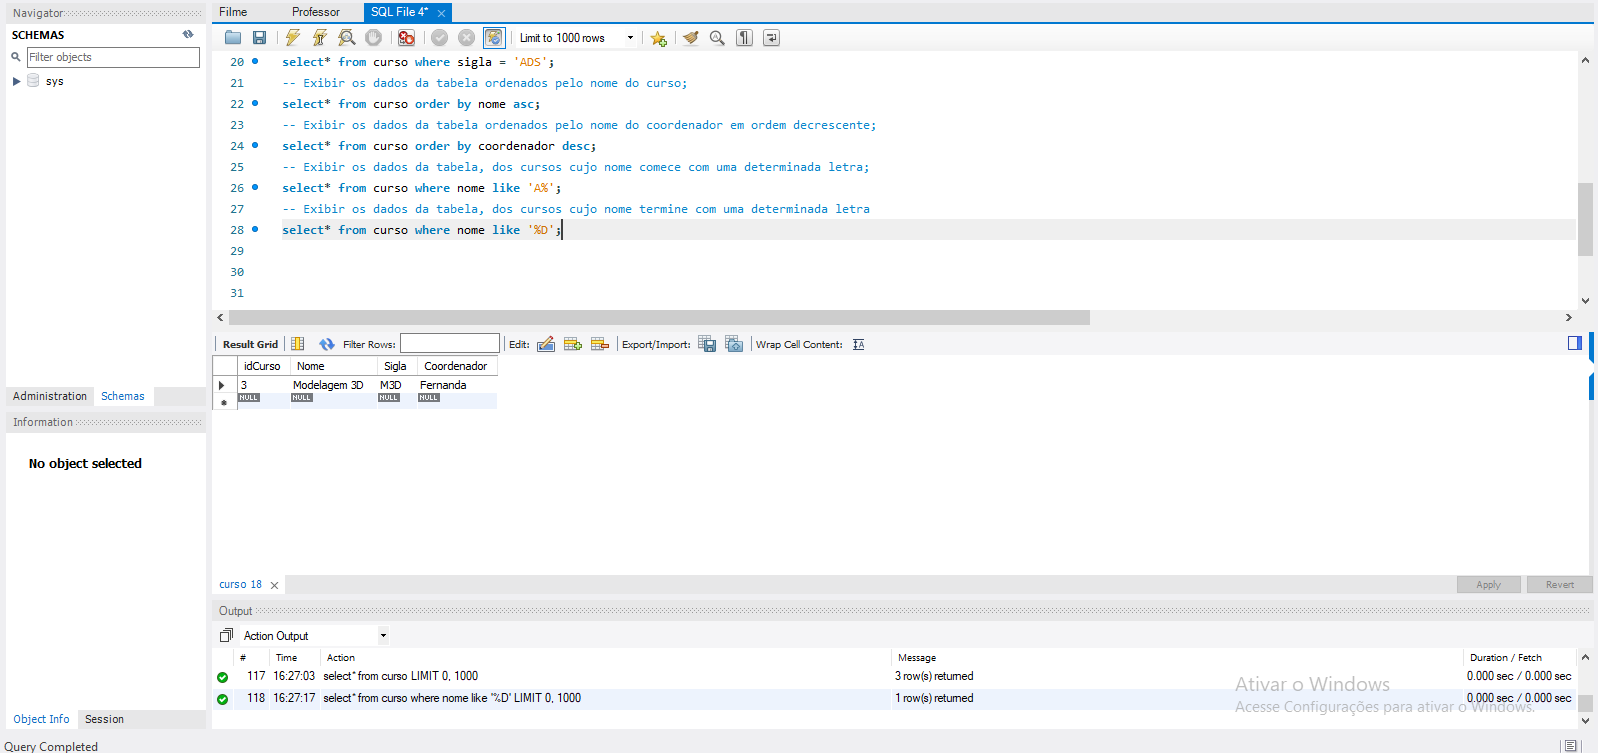 Navigator
SCHEMAS
Filter objects
sys
Administration Schemas
Information
No object selected
Object Info Session
Query Completed
Filme Professor SQL File 4*
Limit to 1000 rows
20 select* from curso where sigla = 'ADS';
21 -- Exibir os dados da tabela ordenados pelo nome do curso;
22 select* from curso order by nome asc;
23 -- Exibir os dados da tabela ordenados pelo nome do coordenador em ordem decrescente;
24 select* from curso order by coordenador desc;
25 -- Exibir os dados da tabela, dos cursos cujo nome comece com uma determinada letra;
26 select* from curso where nome like 'A%';
27 -- Exibir os dados da tabela, dos cursos cujo nome termine com uma determinada letra
28 select* from curso where nome like '%D';
29
30
31
Result Grid Filter Rows: Edit: Export/Import: Wrap Cell Content:
idCurso Nome Sigla Coordenador
3 Modelagem 3D M3D Fernanda
NULL NULL NULL NULL
curso 18 Apply Revert
Output
Action Output
# Time Action Message Duration / Fetch
117 16:27:03 select* from curso LIMIT 0, 1000 3 row(s) returned 0.000 sec / 0.000 sec
118 16:27:17 select* from curso where nome like '%D' LIMIT 0, 1000 1 row(s) returned 0.000 sec / 0.000 sec
Ativar o Windows
Acesse Configurações para ativar o Windows.